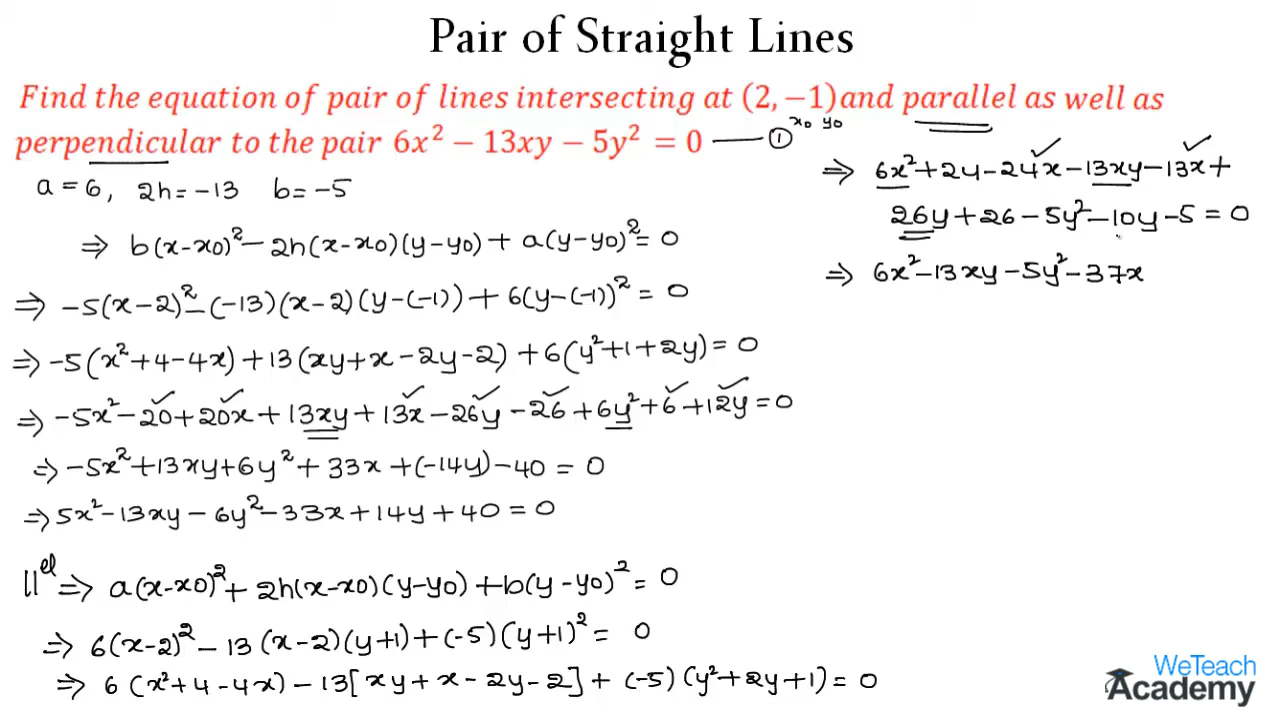 Pair of Straight Lines
Find the equation of pair of lines intersecting at (2, −1)and parallel as well as
perpendicular to the pair 6x² − 13xy − 5y² = 0 — ① x0 y0
a = 6, 2h = -13 b = -5
⇒ b(x-x0)² - 2h(x-x0)(y-y0) + a(y-y0)² = 0
⇒ -5(x-2)² - (-13)(x-2)(y-(-1)) + 6(y-(-1))² = 0
⇒ -5(x²+4-4x) + 13(xy+x-2y-2) + 6(y²+1+2y) = 0
⇒ -5x² - 20 + 20x + 13xy + 13x - 26y - 26 + 6y² + 6 + 12y = 0
⇒ -5x² + 13xy + 6y² + 33x + (-14y) - 40 = 0
⇒ 5x² - 13xy - 6y² - 33x + 14y + 40 = 0
llel ⇒ a(x-x0)² + 2h(x-x0)(y-y0) + b(y-y0)² = 0
⇒ 6(x-2)² - 13(x-2)(y+1) + (-5)(y+1)² = 0
⇒ 6(x²+4-4x) - 13[xy+x-2y-2] + (-5)(y²+2y+1) = 0
⇒ 6x² + 24 - 24x - 13xy - 13x +
26y + 26 - 5y² - 10y - 5 = 0
⇒ 6x² - 13xy - 5y² - 37x
WeTeach
Academy